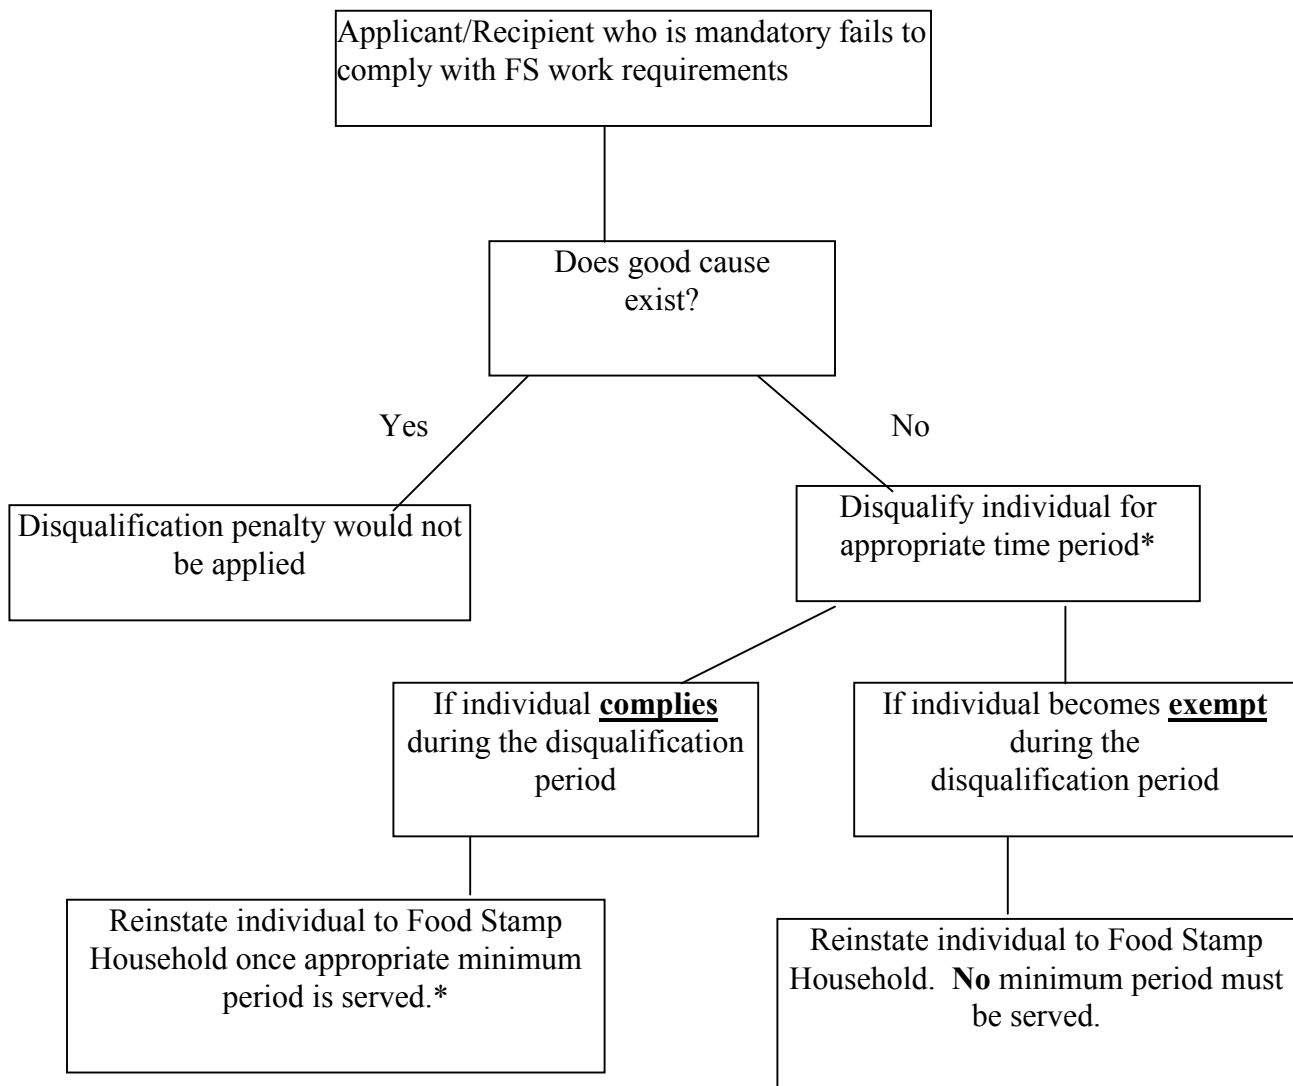 Applicant/Recipient who is mandatory fails to
comply with FS work requirements
Does good cause
exist?
Yes
No
Disqualification penalty would not
be applied
Disqualify individual for
appropriate time period*
If individual complies
during the disqualification
period
If individual becomes exempt
during the
disqualification period
Reinstate individual to Food Stamp
Household once appropriate minimum
period is served.*
Reinstate individual to Food Stamp
Household.  No minimum period must
be served.